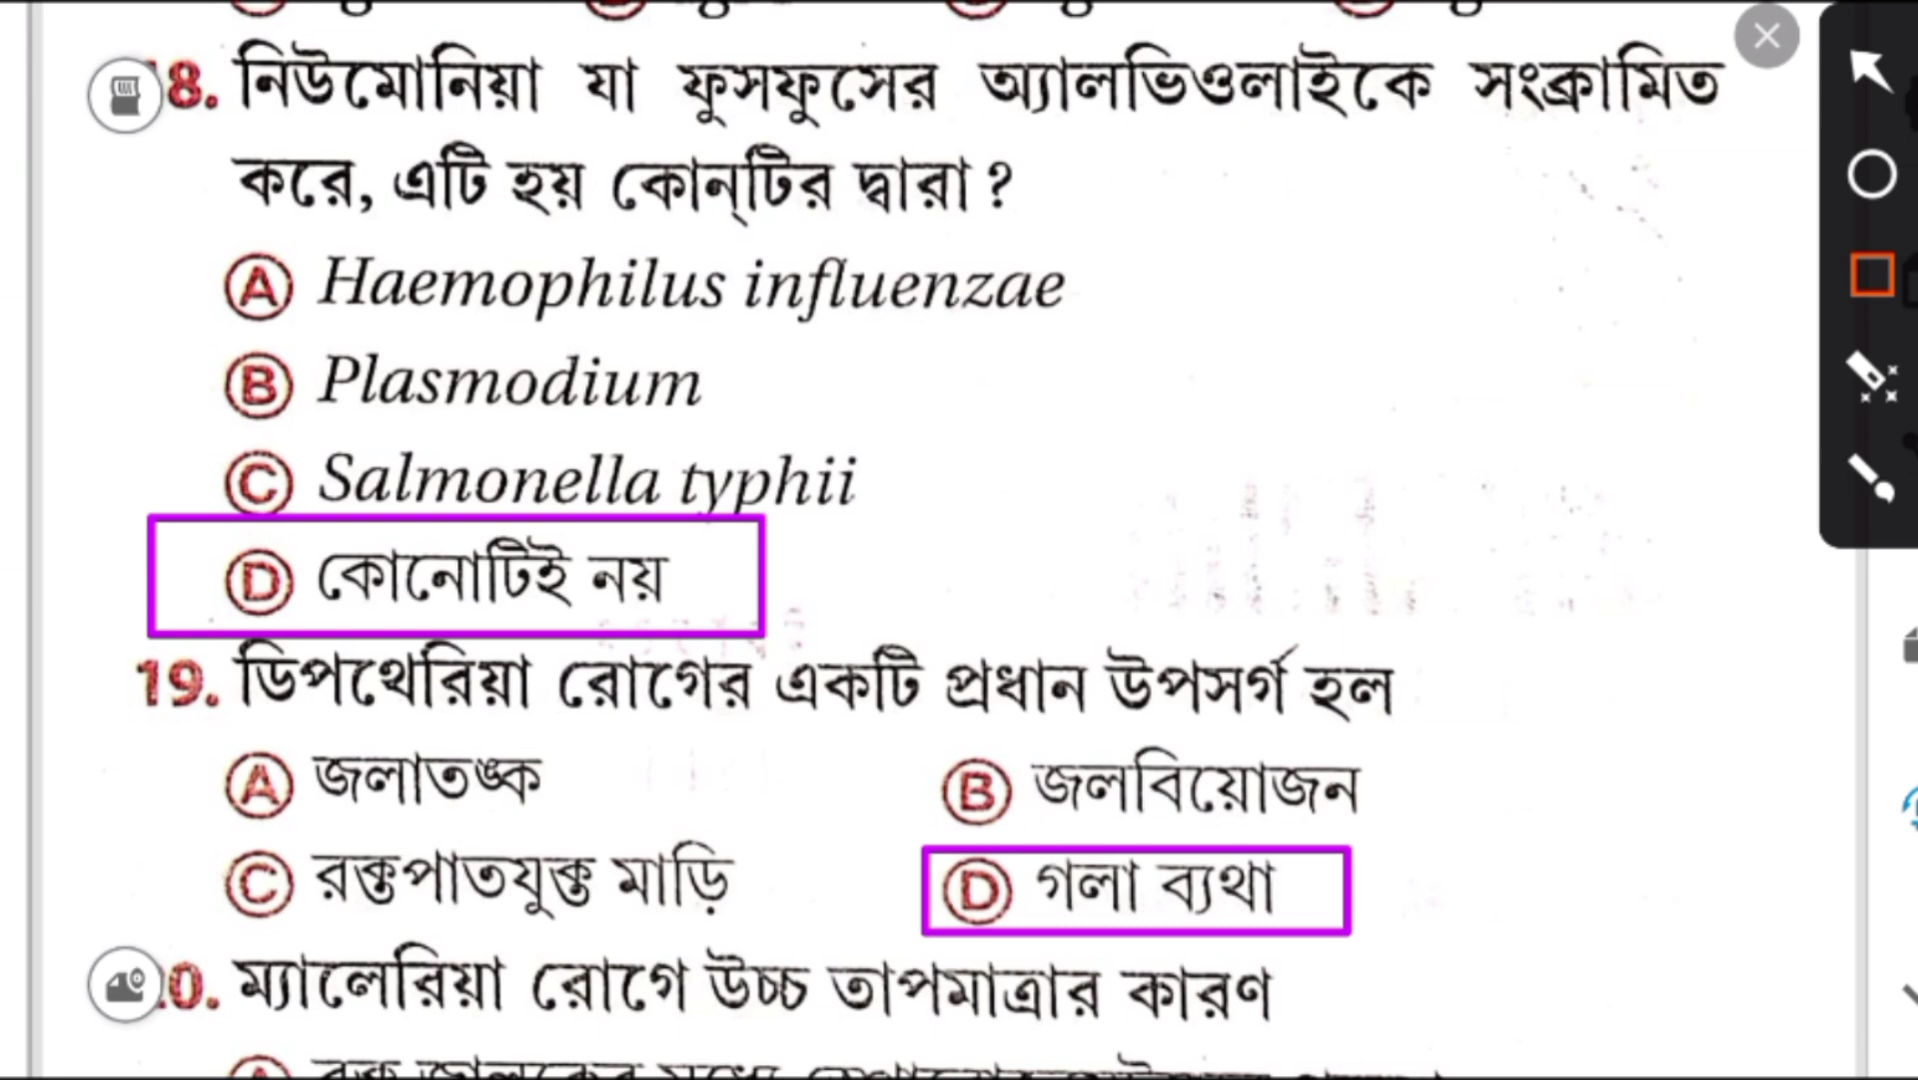 18. নিউমোনিয়া যা ফুসফুসের অ্যালভিওলাইকে সংক্রামিত
করে, এটি হয় কোন্‌টির দ্বারা?
A Haemophilus influenzae
B Plasmodium
C Salmonella typhii
D কোনোটিই নয়
19. ডিপথেরিয়া রোগের একটি প্রধান উপসর্গ হল
A জলাতঙ্ক B জলবিয়োজন
C রক্তপাতযুক্ত মাড়ি D গলা ব্যথা
0. ম্যালেরিয়া রোগে উচ্চ তাপমাত্রার কারণ